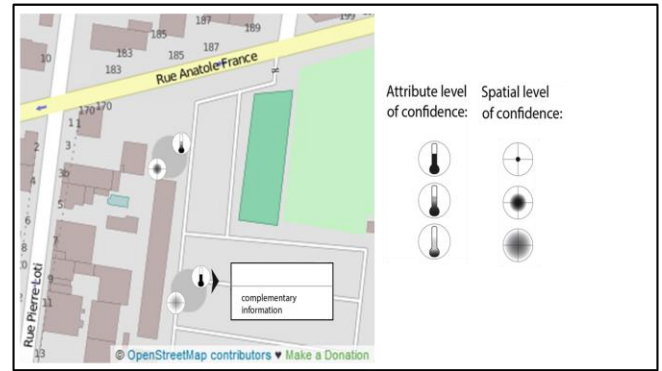 187
199
185
189
183
185
187
10
183
Rue Anatole France
170
170
11
2
3
3b
4
5
6
7
8
9
11
13
Rue Pierre-Loti
complementary
information
© OpenStreetMap contributors ♥ Make a Donation
Attribute level
of confidence:
Spatial level
of confidence: